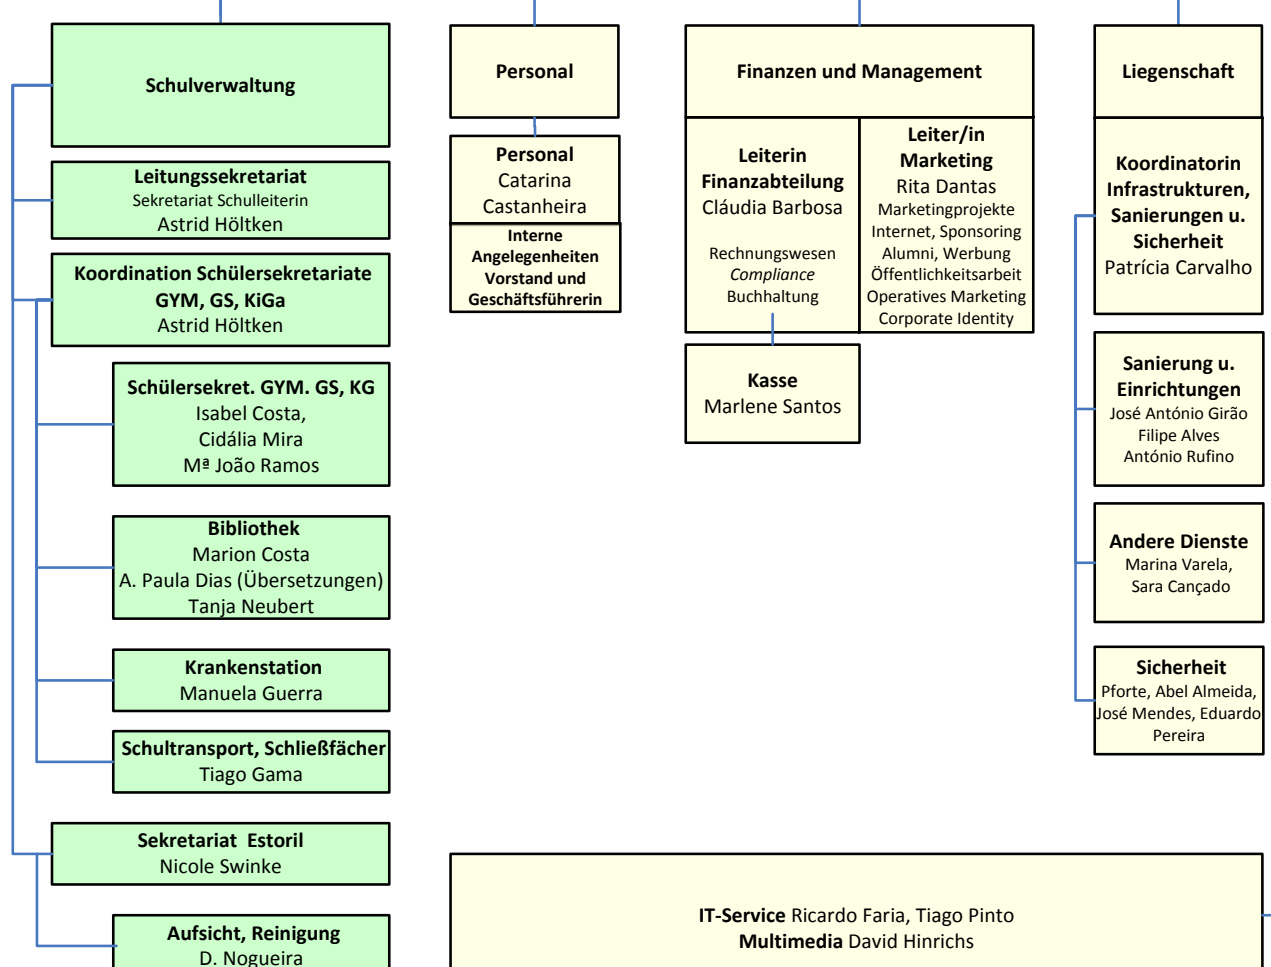 Schulverwaltung
Leitungssekretariat
Sekretariat Schulleiterin
Astrid Höltken
Koordination Schülersekretariate
GYM, GS, KiGa
Astrid Höltken
Schülersekret. GYM. GS, KG
Isabel Costa,
Cidália Mira
Mª João Ramos
Bibliothek
Marion Costa
A. Paula Dias (Übersetzungen)
Tanja Neubert
Krankenstation
Manuela Guerra
Schultransport, Schließfächer
Tiago Gama
Sekretariat  Estoril
Nicole Swinke
Aufsicht, Reinigung
D. Nogueira
Personal
Personal
Catarina
Castanheira
Interne
Angelegenheiten
Vorstand und
Geschäftsführerin
Finanzen und Management
Leiterin
Finanzabteilung
Cláudia Barbosa
Rechnungswesen
Compliance
Buchhaltung
Leiter/in
Marketing
Rita Dantas
Marketingprojekte
Internet, Sponsoring
Alumni, Werbung
Öffentlichkeitsarbeit
Operatives Marketing
Corporate Identity
Kasse
Marlene Santos
Liegenschaft
Koordinatorin
Infrastrukturen,
Sanierungen u.
Sicherheit
Patrícia Carvalho
Sanierung u.
Einrichtungen
José António Girão
Filipe Alves
António Rufino
Andere Dienste
Marina Varela,
Sara Cançado
Sicherheit
Pforte, Abel Almeida,
José Mendes, Eduardo
Pereira
IT-Service Ricardo Faria, Tiago Pinto
Multimedia David Hinrichs